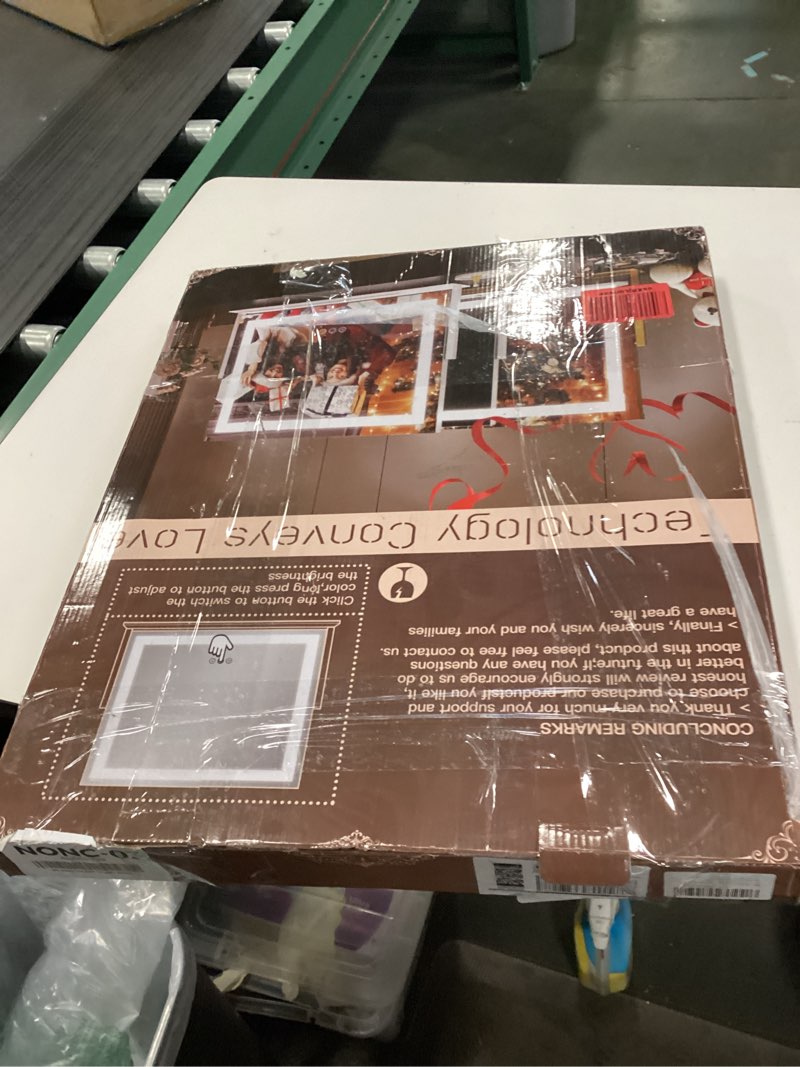 CONCLUDING REMARKS
> Thank you very much for your support and
choose to purchase our product!If you like it,
honest review will strongly encourage us to do
better in the future;if you have any questions
about this product, please feel free to contact us.
> Finally, sincerely wish you and your families
have a great life.
Click the button to switch the
color,long press the button to adjust
the brightness
Technology Conveys Love
NONC-0